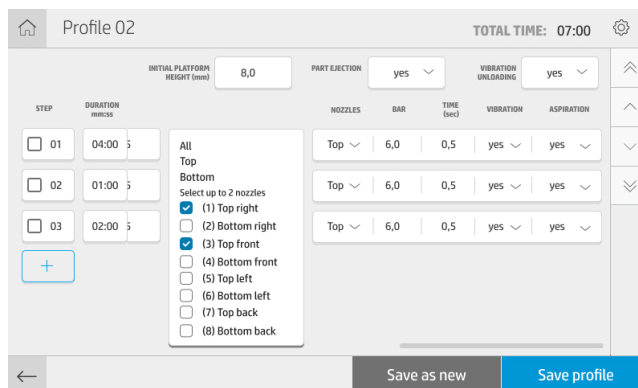 Profile 02
TOTAL TIME: 07:00
INITIAL PLATFORM
HEIGHT (mm)
8,0
PART EJECTION
yes
VIBRATION
UNLOADING
yes
STEP
DURATION
mm:ss
NOZZLES
BAR
TIME
(sec)
VIBRATION
ASPIRATION
01 04:00
Top 6,0 0,5 yes yes
02 01:00
Top 6,0 0,5 yes yes
03 02:00
Top 6,0 0,5 yes yes
+
All
Top
Bottom
Select up to 2 nozzles
(1) Top right
(2) Bottom right
(3) Top front
(4) Bottom front
(5) Top left
(6) Bottom left
(7) Top back
(8) Bottom back
Save as new
Save profile